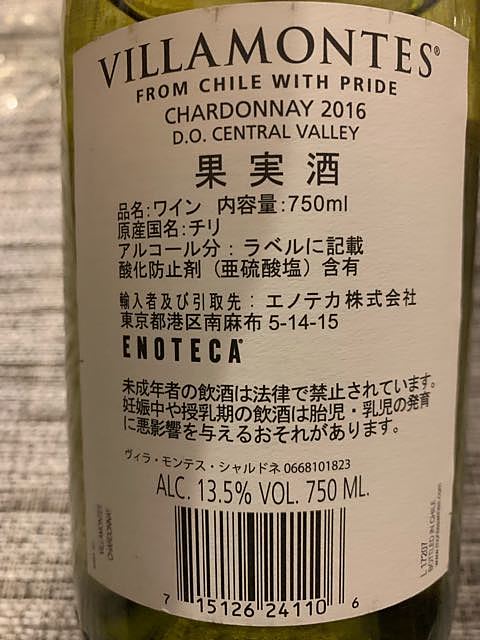 VILLAMONTES®
FROM CHILE WITH PRIDE
CHARDONNAY 2016
D.O. CENTRAL VALLEY
果実酒
品名:ワイン 内容量:750ml
原産国名:チリ
アルコール分:ラベルに記載
酸化防止剤(亜硫酸塩)含有
輸入者及び引取先:エノテカ株式会社
東京都港区南麻布 5-14-15
ENOTECA
未成年者の飲酒は法律で禁止されています。
妊娠中や授乳期の飲酒は胎児・乳児の発育
に悪影響を与えるおそれがあります。
ヴィラ・モンテス・シャルドネ 0668101823
ALC. 13.5% VOL. 750 ML.
VILLAMONTES
CHARDONNAY
L 17207
BOTTLED IN CHILE
7 15126 24110 6